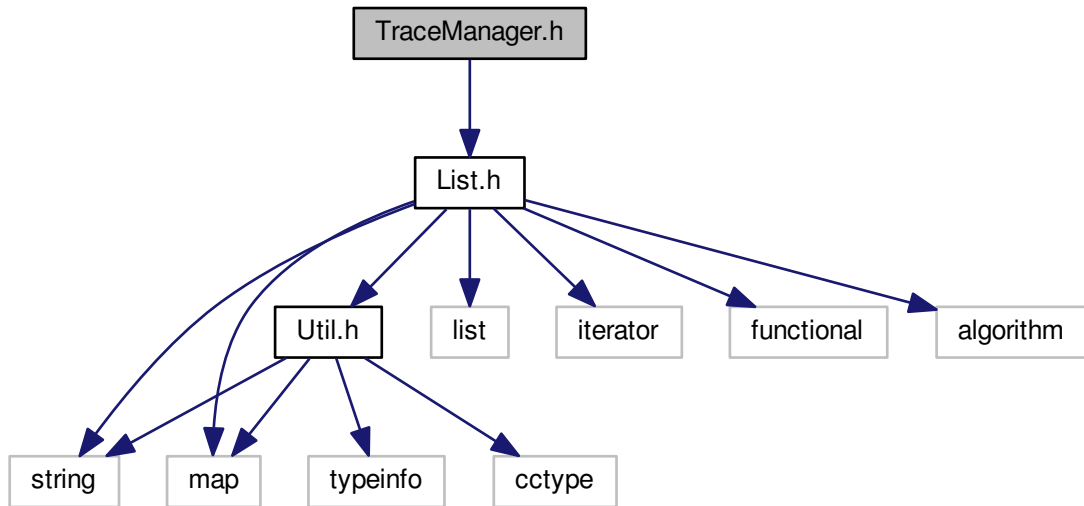 TraceManager.h
List.h
Util.h
list
iterator
functional
algorithm
string
map
typeinfo
cctype